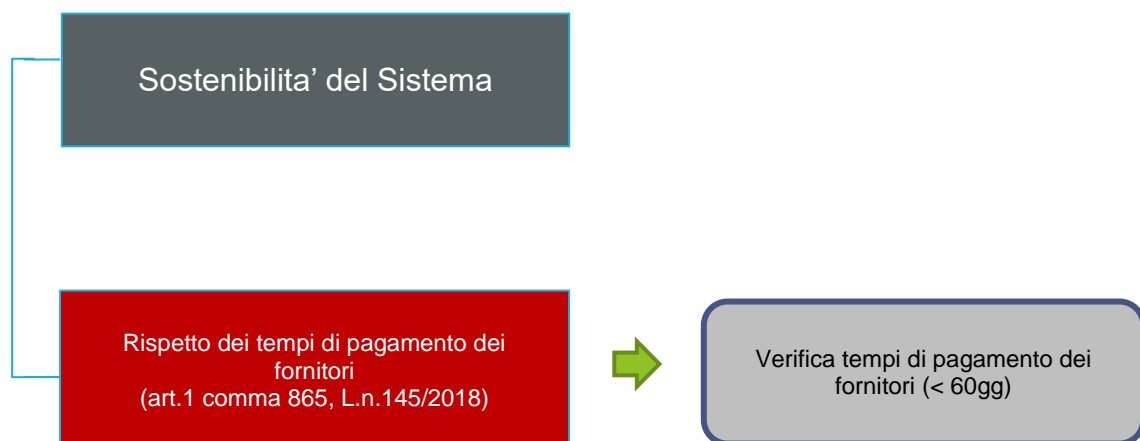 Sostenibilita’ del Sistema
Rispetto dei tempi di pagamento dei
fornitori
(art.1 comma 865, L.n.145/2018)
Verifica tempi di pagamento dei
fornitori (< 60gg)